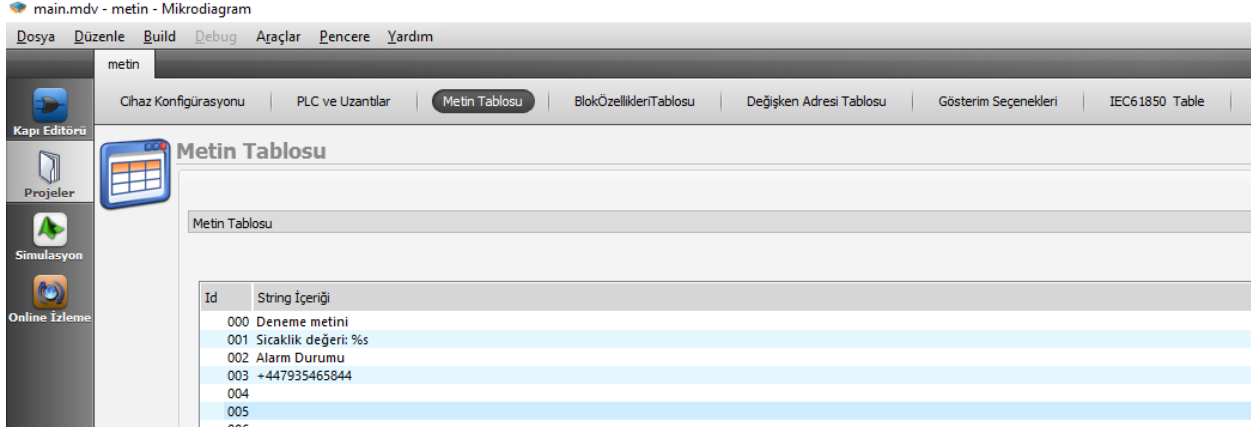 main.mdv - metin - Mikrodiagram
Dosya Düzenle Build Debug Araçlar Pencere Yardım
metin
Cihaz Konfigürasyonu PLC ve Uzantılar Metin Tablosu BlokÖzellikleriTablosu Değişken Adresi Tablosu Gösterim Seçenekleri IEC61850 Table
Kapı Editörü
Projeler
Simulasyon
Online İzleme
Metin Tablosu
Metin Tablosu
Id String İçeriği
000 Deneme metini
001 Sicaklik değeri: %s
002 Alarm Durumu
003 +447935465844
004
005